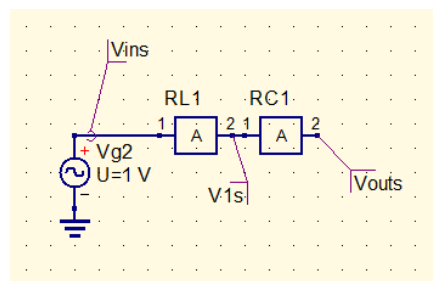 Vins
RL1 RC1
1 A 2 1 A 2
+ Vg2
U=1 V
-
V1s
Vouts